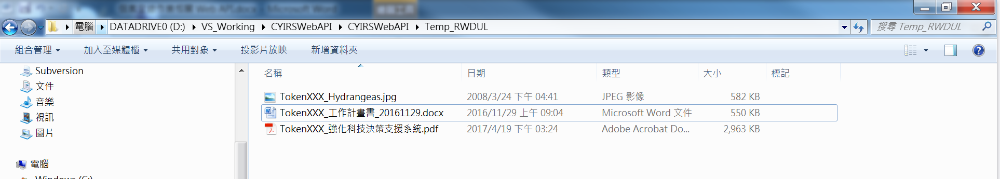 電腦 DATADRIVE0 (D:) VS_Working CYIRSWebAPI CYIRSWebAPI Temp_RWDUL 搜尋 Temp_RWDUL
組合管理 加入至媒體櫃 共用對象 投影片放映 新增資料夾
Subversion
文件
音樂
視訊
圖片
電腦
Windows (C:)
名稱 日期 類型 大小 標記
TokenXXX_Hydrangeas.jpg 2008/3/24 下午 04:41 JPEG 影像 582 KB
TokenXXX_工作計畫書_20161129.docx 2016/11/29 上午 09:04 Microsoft Word 文件 550 KB
TokenXXX_強化科技決策支援系統.pdf 2017/4/19 下午 03:24 Adobe Acrobat Do... 2,963 KB